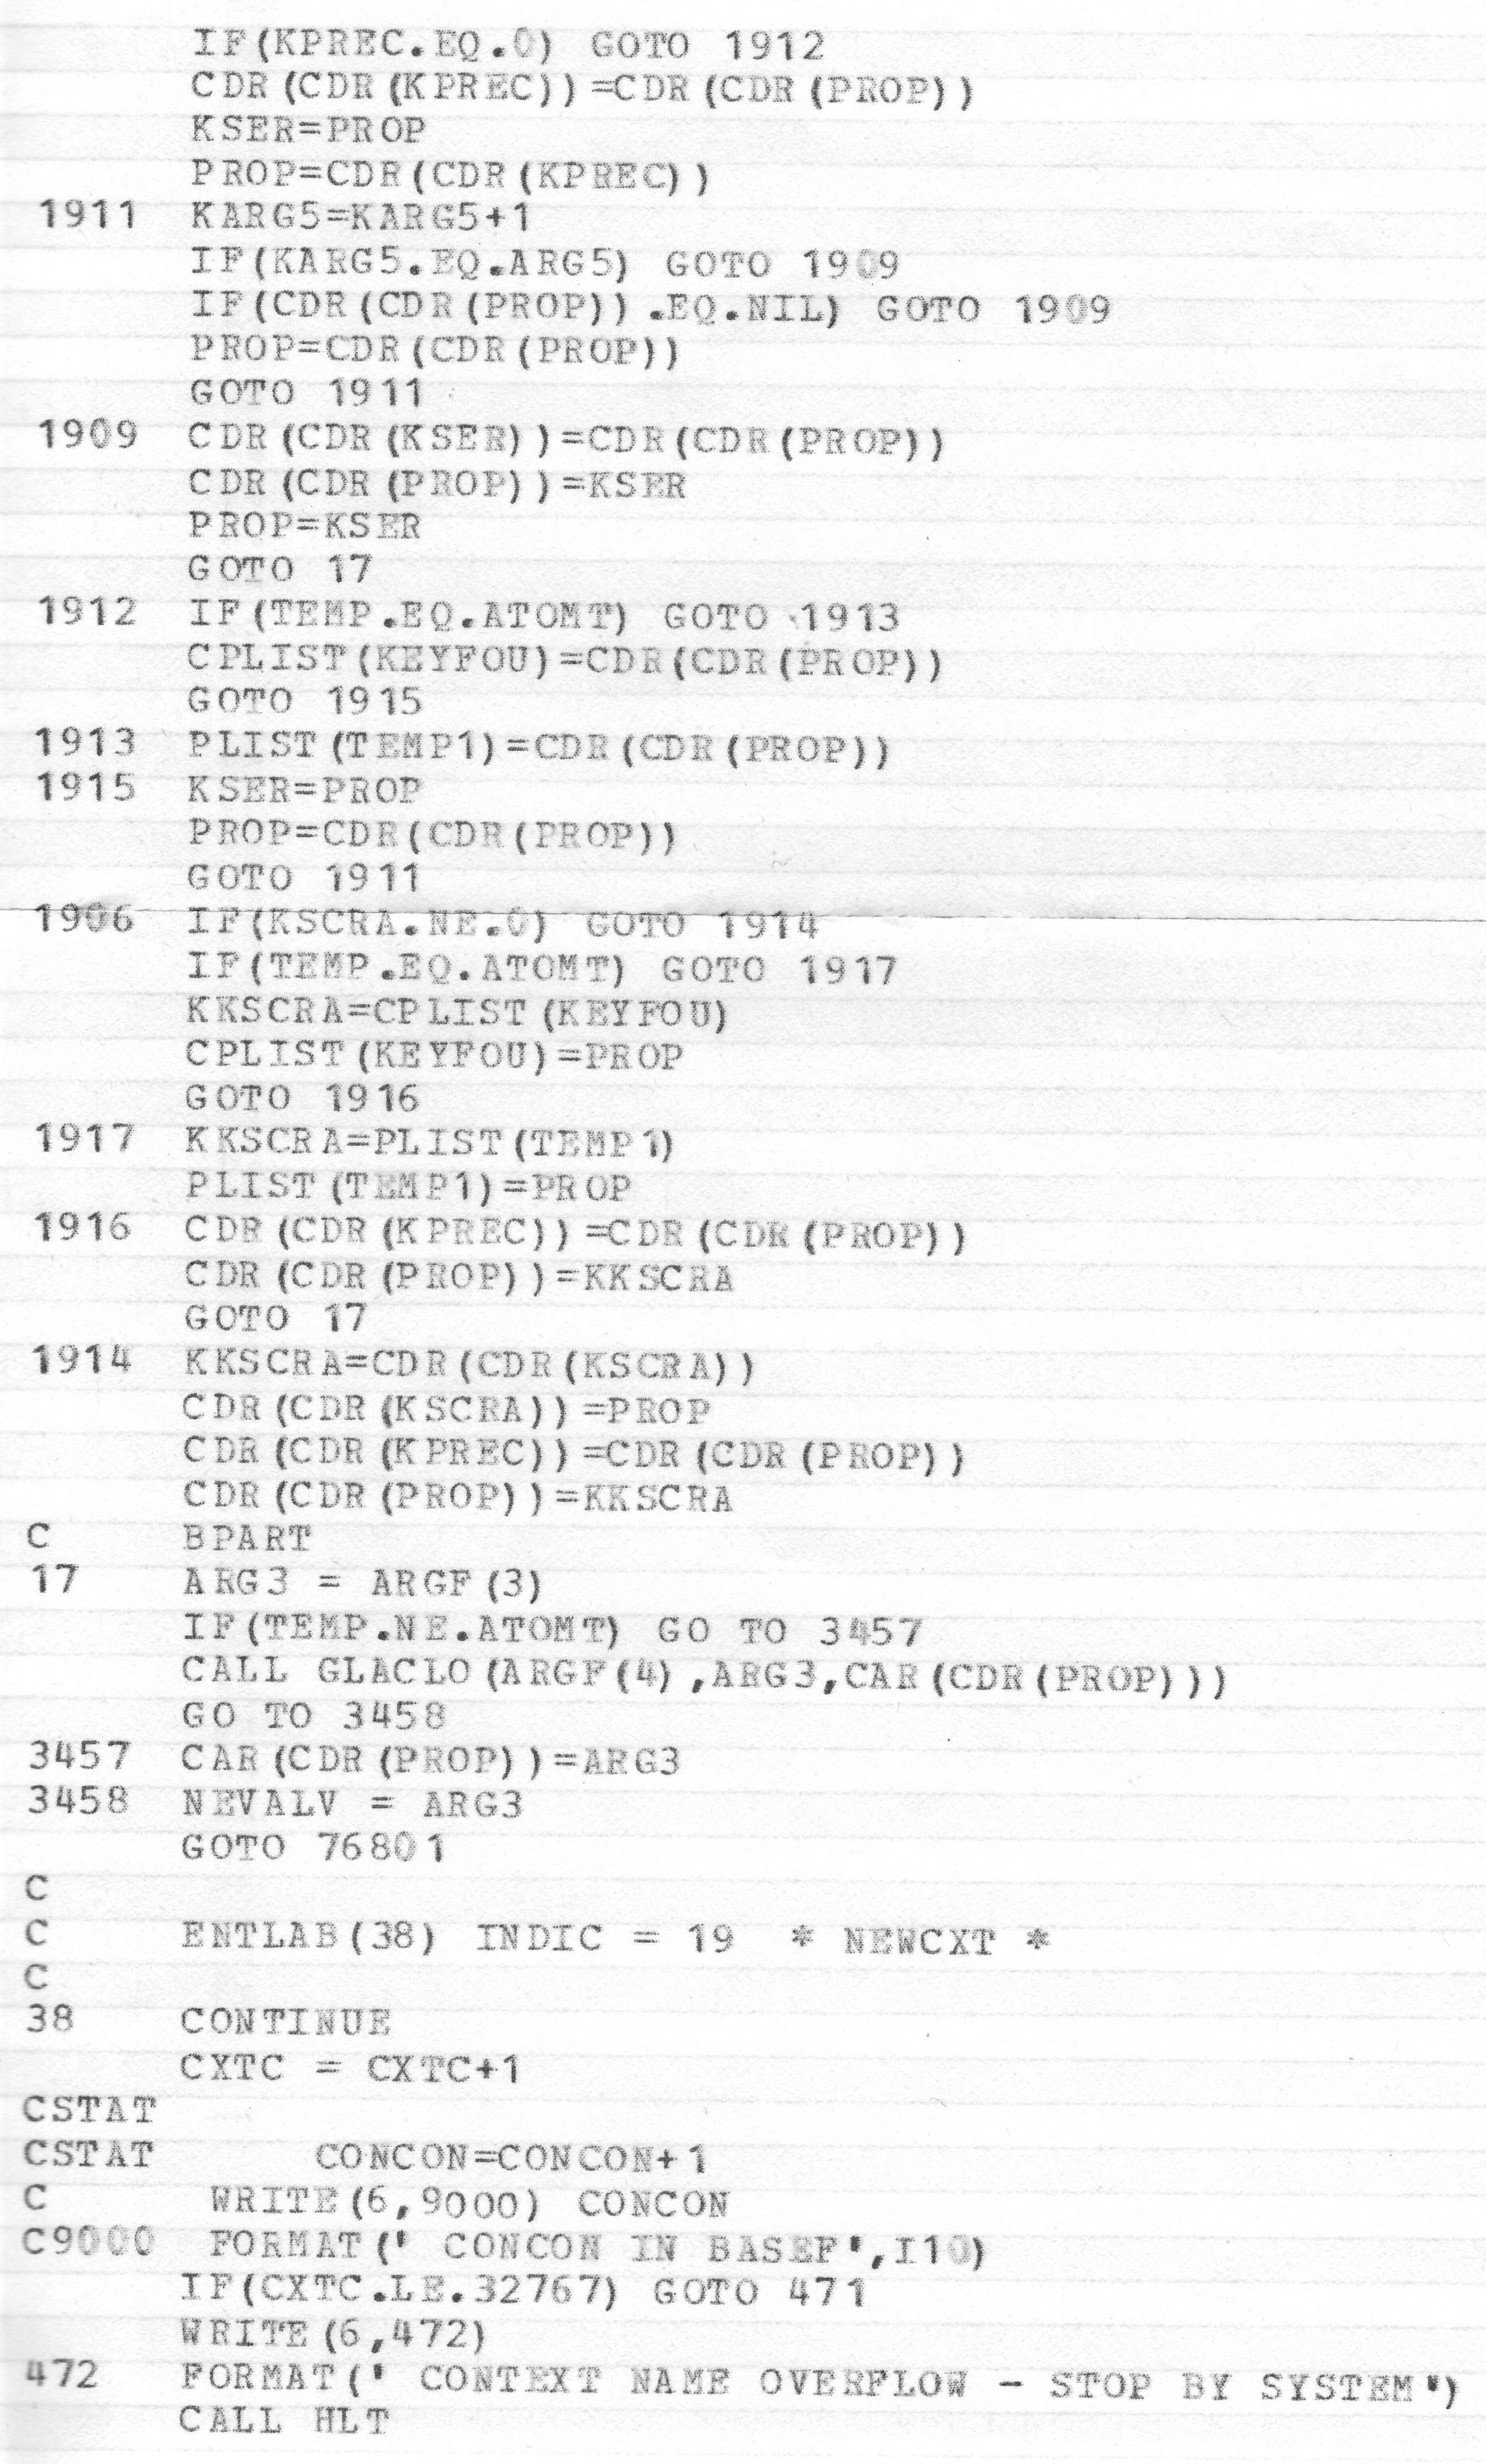 IF(KPREC.EQ.0) GOTO 1912
      CDR(CDR(KPREC))=CDR(CDR(PROP))
      KSER=PROP
      PROP=CDR(CDR(KPREC))
1911  KARG5=KARG5+1
      IF(KARG5.EQ.ARG5) GOTO 1909
      IF(CDR(CDR(PROP)).EQ.NIL) GOTO 1909
      PROP=CDR(CDR(PROP))
      GOTO 1911
1909  CDR(CDR(KSER))=CDR(CDR(PROP))
      CDR(CDR(PROP))=KSER
      PROP=KSER
      GOTO 17
1912  IF(TEMP.EQ.ATOMT) GOTO 1913
      CPLIST(KEYFOU)=CDR(CDR(PROP))
      GOTO 1915
1913  PLIST(TEMP1)=CDR(CDR(PROP))
1915  KSER=PROP
      PROP=CDR(CDR(PROP))
      GOTO 1911
1906  IF(KSCRA.NE.0) GOTO 1914
      IF(TEMP.EQ.ATOMT) GOTO 1917
      KKSCRA=CPLIST(KEYFOU)
      CPLIST(KEYFOU)=PROP
      GOTO 1916
1917  KKSCRA=PLIST(TEMP1)
      PLIST(TEMP1)=PROP
1916  CDR(CDR(KPREC))=CDR(CDR(PROP))
      CDR(CDR(PROP))=KKSCRA
      GOTO 17
1914  KKSCRA=CDR(CDR(KSCRA))
      CDR(CDR(KSCRA))=PROP
      CDR(CDR(KPREC))=CDR(CDR(PROP))
      CDR(CDR(PROP))=KKSCRA
C     BPART
17    ARG3 = ARGF(3)
      IF(TEMP.NE.ATOMT) GO TO 3457
      CALL GLACLO(ARGF(4),ARG3,CAR(CDR(PROP)))
      GO TO 3458
3457  CAR(CDR(PROP))=ARG3
3458  NEVALV = ARG3
      GOTO 76801
C
C     ENTLAB(38) INDIC = 19  * NEWCXT *
C
38    CONTINUE
      CXTC = CXTC+1
CSTAT
CSTAT      CONCON=CONCON+1
C      WRITE(6,9000) CONCON
C9000  FORMAT(' CONCON IN BASEF',I10)
      IF(CXTC.LE.32767) GOTO 471
      WRITE(6,472)
472   FORMAT(' CONTEXT NAME OVERFLOW - STOP BY SYSTEM')
      CALL HLT